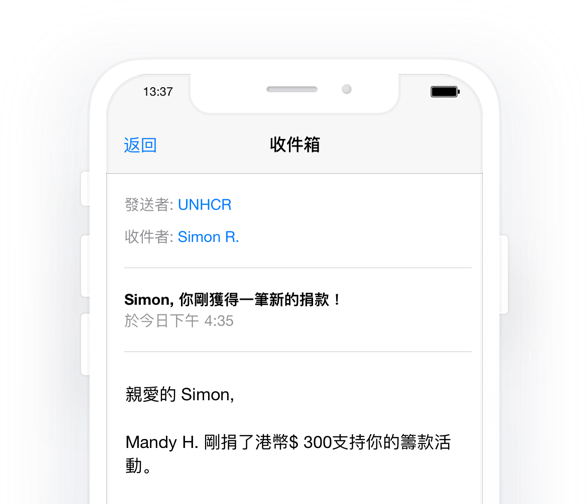 13:37
返回 收件箱
發送者: UNHCR
收件者: Simon R.
Simon, 你剛獲得一筆新的捐款！
於今日下午 4:35
親愛的 Simon,
Mandy H. 剛捐了港幣$ 300支持你的籌款活
動。